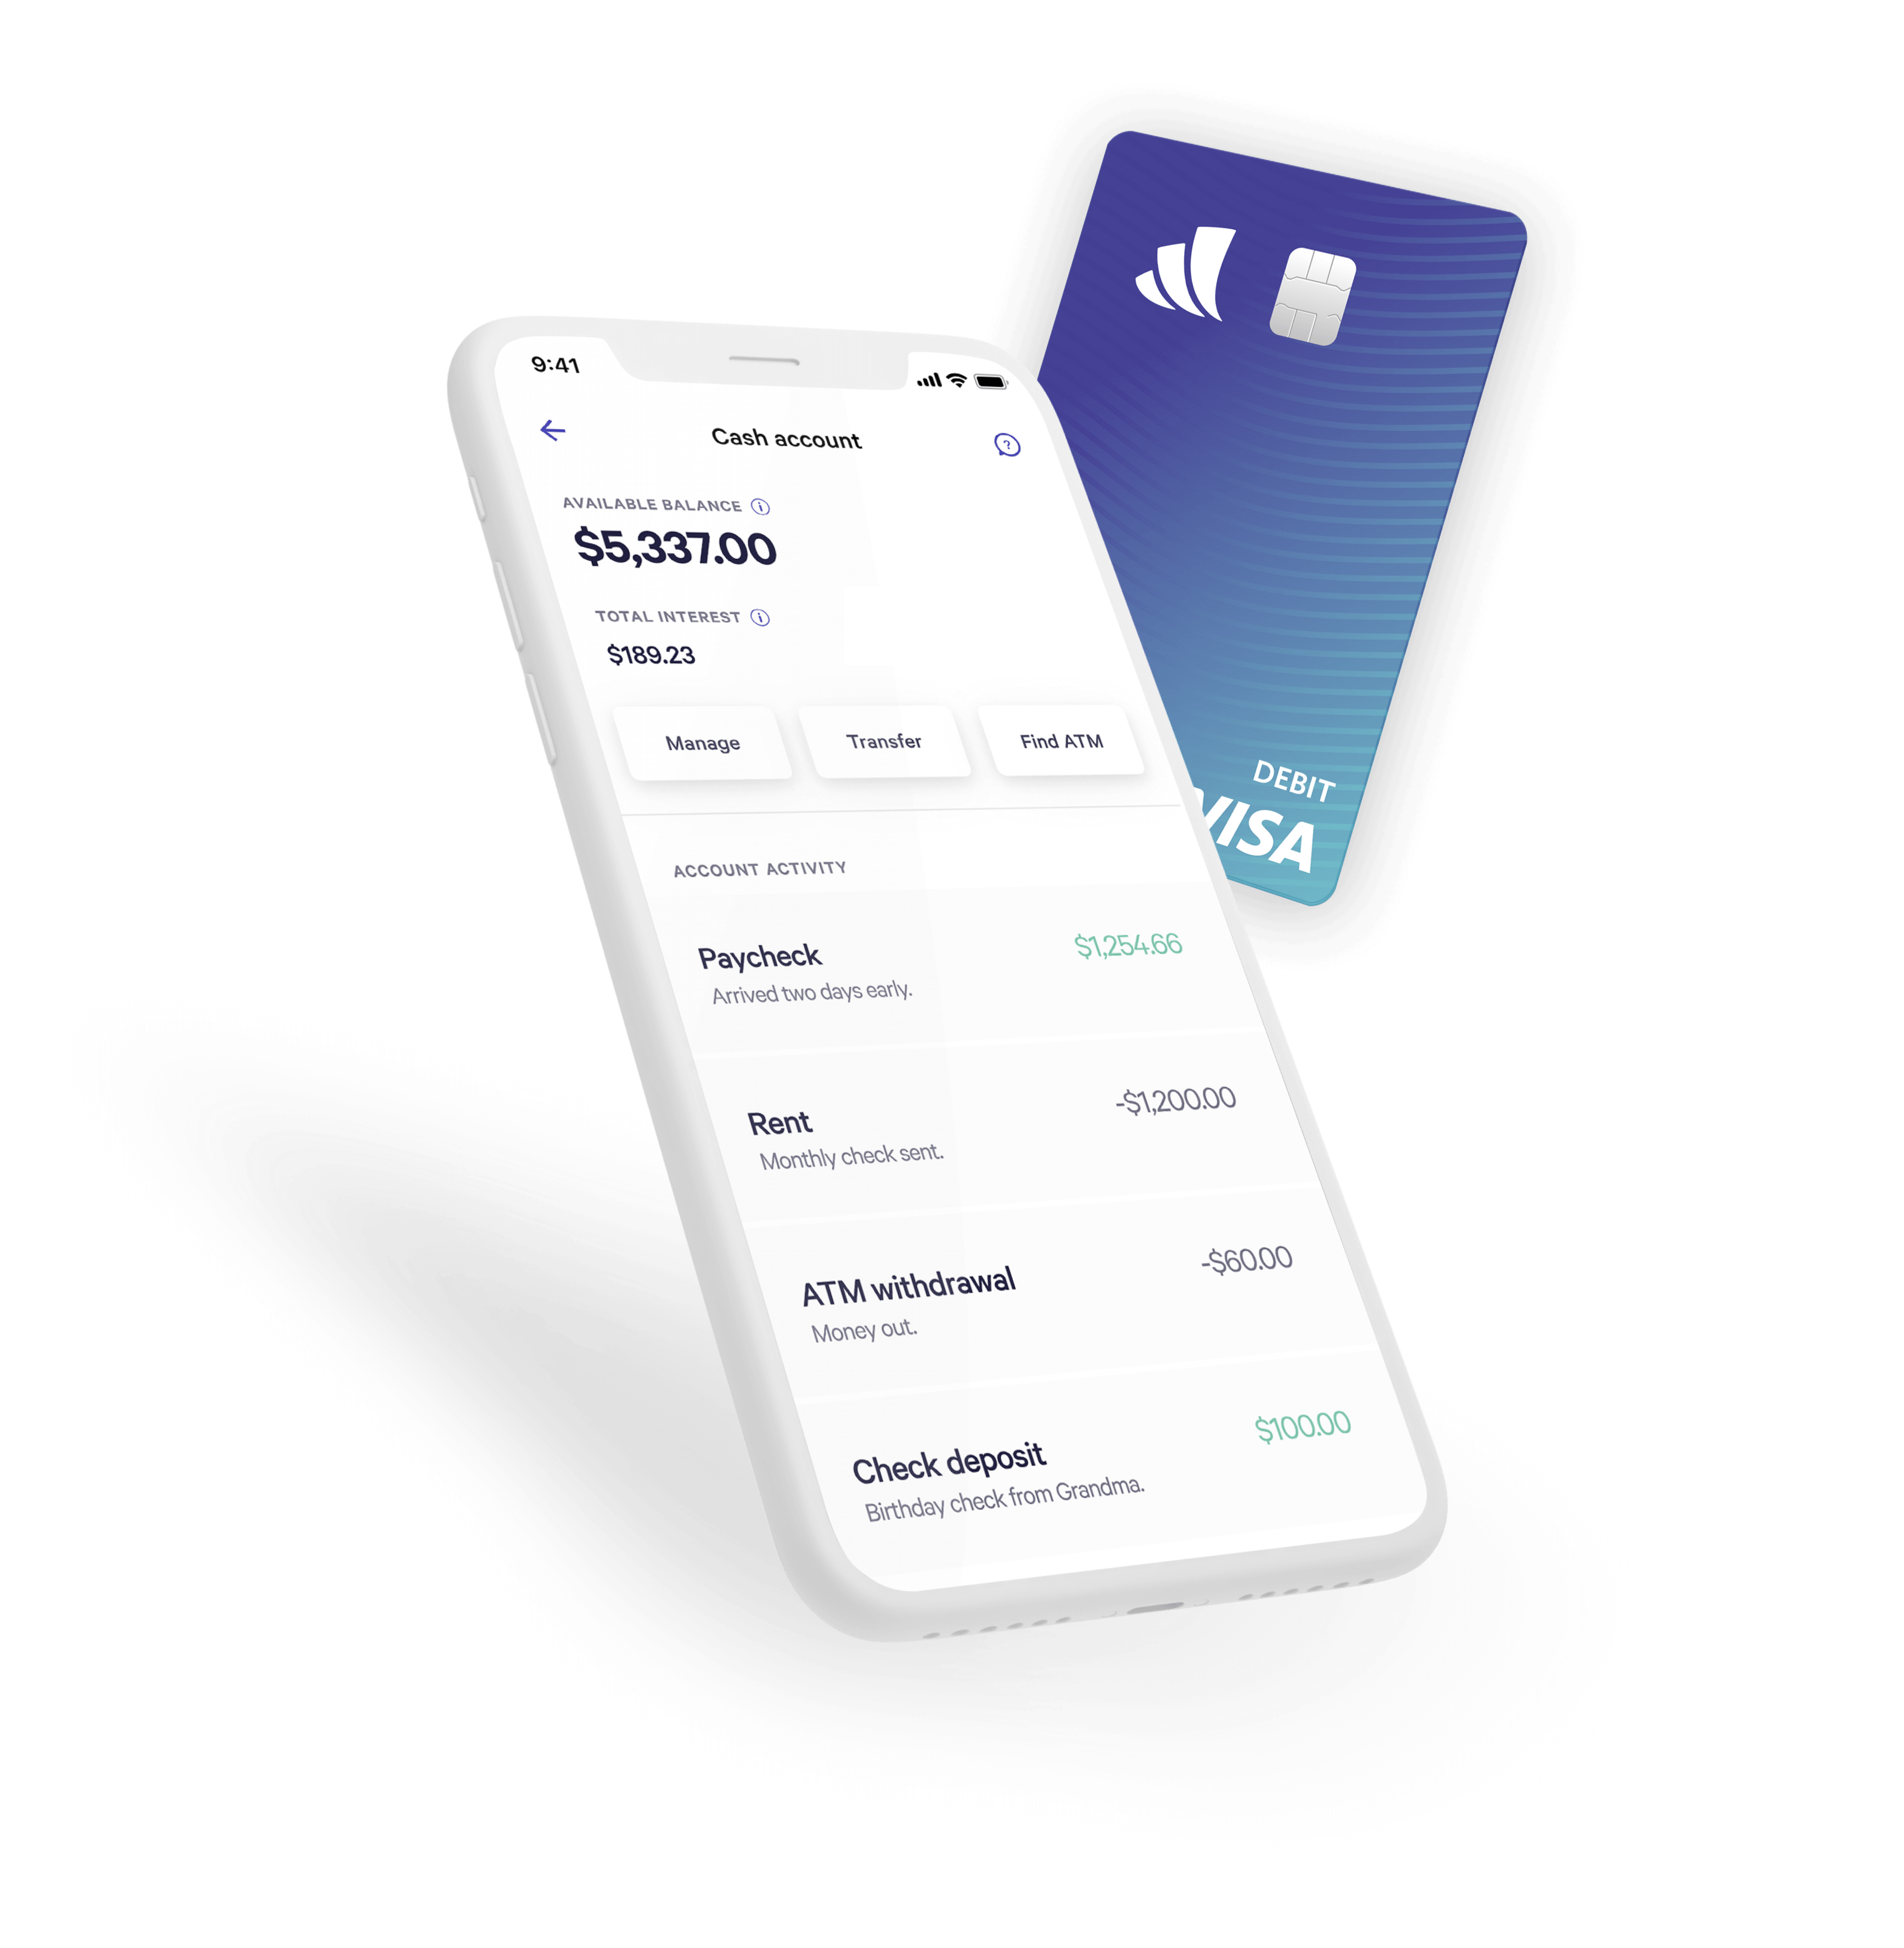 9:41
Cash account
?
AVAILABLE BALANCE i
$5,337.00
TOTAL INTEREST i
$189.23
Manage
Transfer
Find ATM
ACCOUNT ACTIVITY
Paycheck
$1,254.66
Arrived two days early.
Rent
-$1,200.00
Monthly check sent.
ATM withdrawal
-$60.00
Money out.
Check deposit
$100.00
Birthday check from Grandma.
DEBIT
VISA